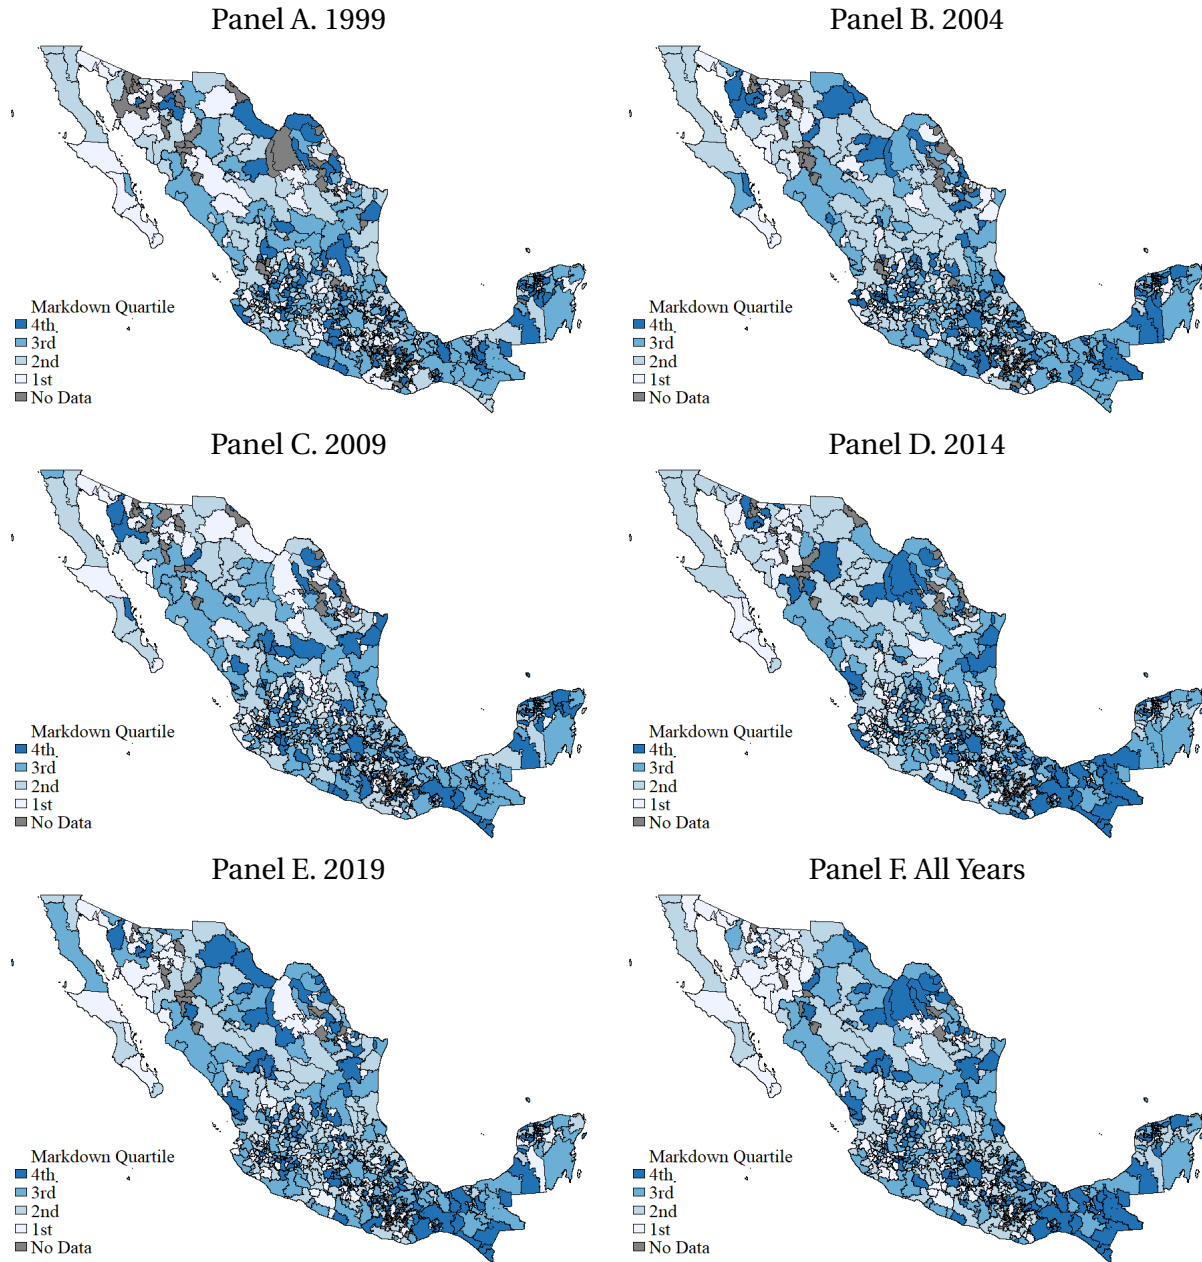 Panel A. 1999
Markdown Quartile
4th
3rd
2nd
1st
No Data
Panel B. 2004
Markdown Quartile
4th
3rd
2nd
1st
No Data
Panel C. 2009
Markdown Quartile
4th
3rd
2nd
1st
No Data
Panel D. 2014
Markdown Quartile
4th
3rd
2nd
1st
No Data
Panel E. 2019
Markdown Quartile
4th
3rd
2nd
1st
No Data
Panel F. All Years
Markdown Quartile
4th
3rd
2nd
1st
No Data